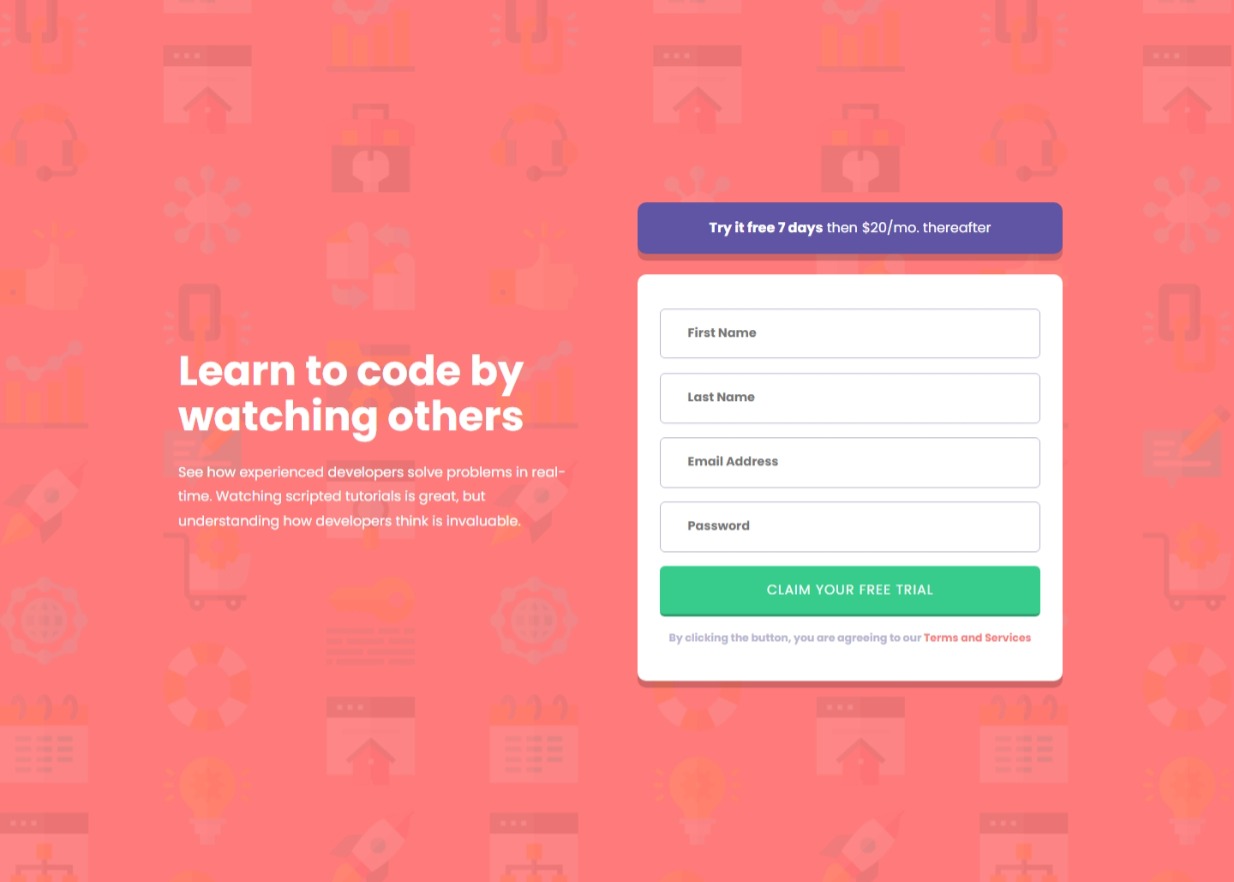 Learn to code by
watching others
See how experienced developers solve problems in real-
time. Watching scripted tutorials is great, but
understanding how developers think is invaluable.
Try it free 7 days then $20/mo. thereafter
First Name
Last Name
Email Address
Password
CLAIM YOUR FREE TRIAL
By clicking the button, you are agreeing to our Terms and Services